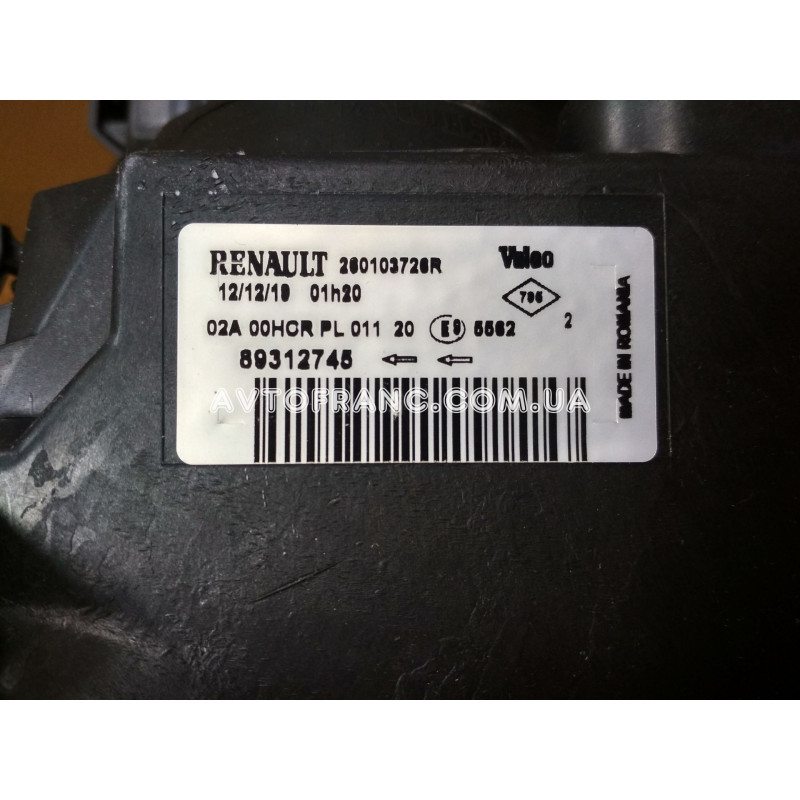 RENAULT 260103726R Valeo
12/12/19 01h20 795
02A 00HCR PL 011 20 E9 5562 2
89312745
MADE IN ROMANIA
AVTOFRANC.COM.UA